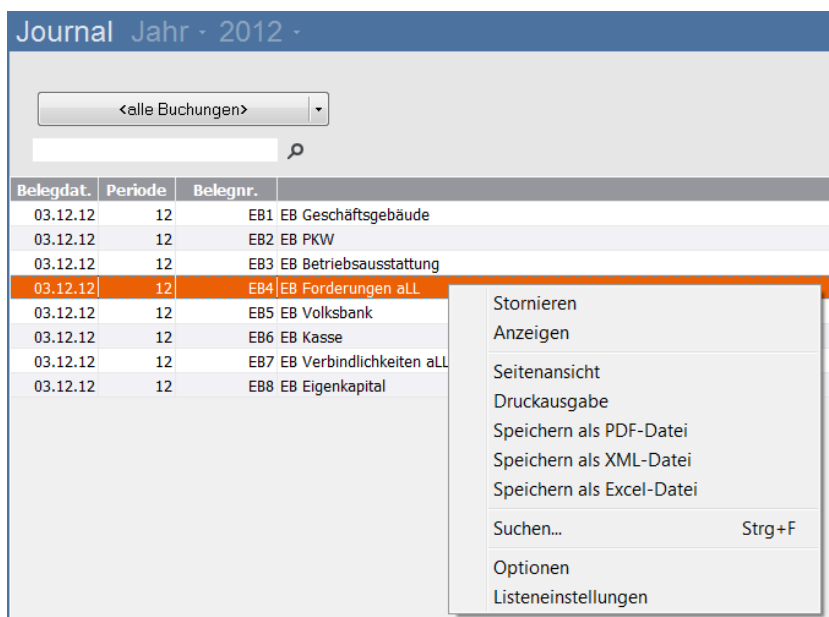 Journal Jahr · 2012 ·
<alle Buchungen>
Belegdat. Periode Belegnr.
03.12.12 12 EB1 EB Geschäftsgebäude
03.12.12 12 EB2 EB PKW
03.12.12 12 EB3 EB Betriebsausstattung
03.12.12 12 EB4 EB Forderungen aLL
03.12.12 12 EB5 EB Volksbank
03.12.12 12 EB6 EB Kasse
03.12.12 12 EB7 EB Verbindlichkeiten aLL
03.12.12 12 EB8 EB Eigenkapital
Stornieren
Anzeigen
Seitenansicht
Druckausgabe
Speichern als PDF-Datei
Speichern als XML-Datei
Speichern als Excel-Datei
Suchen... Strg+F
Optionen
Listeneinstellungen